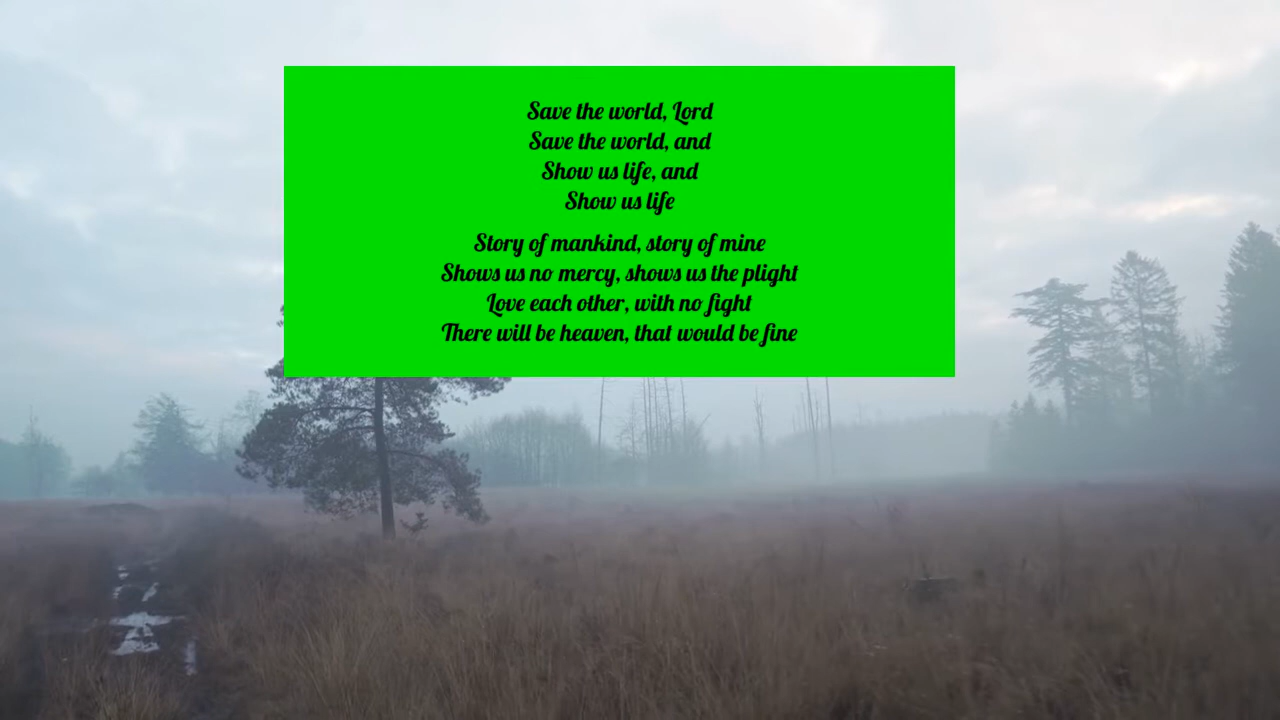 Save the world, Lord
Save the world, and
Show us life, and
Show us life
Story of mankind, story of mine
Shows us no mercy, shows us the plight
Love each other, with no fight
There will be heaven, that would be fine